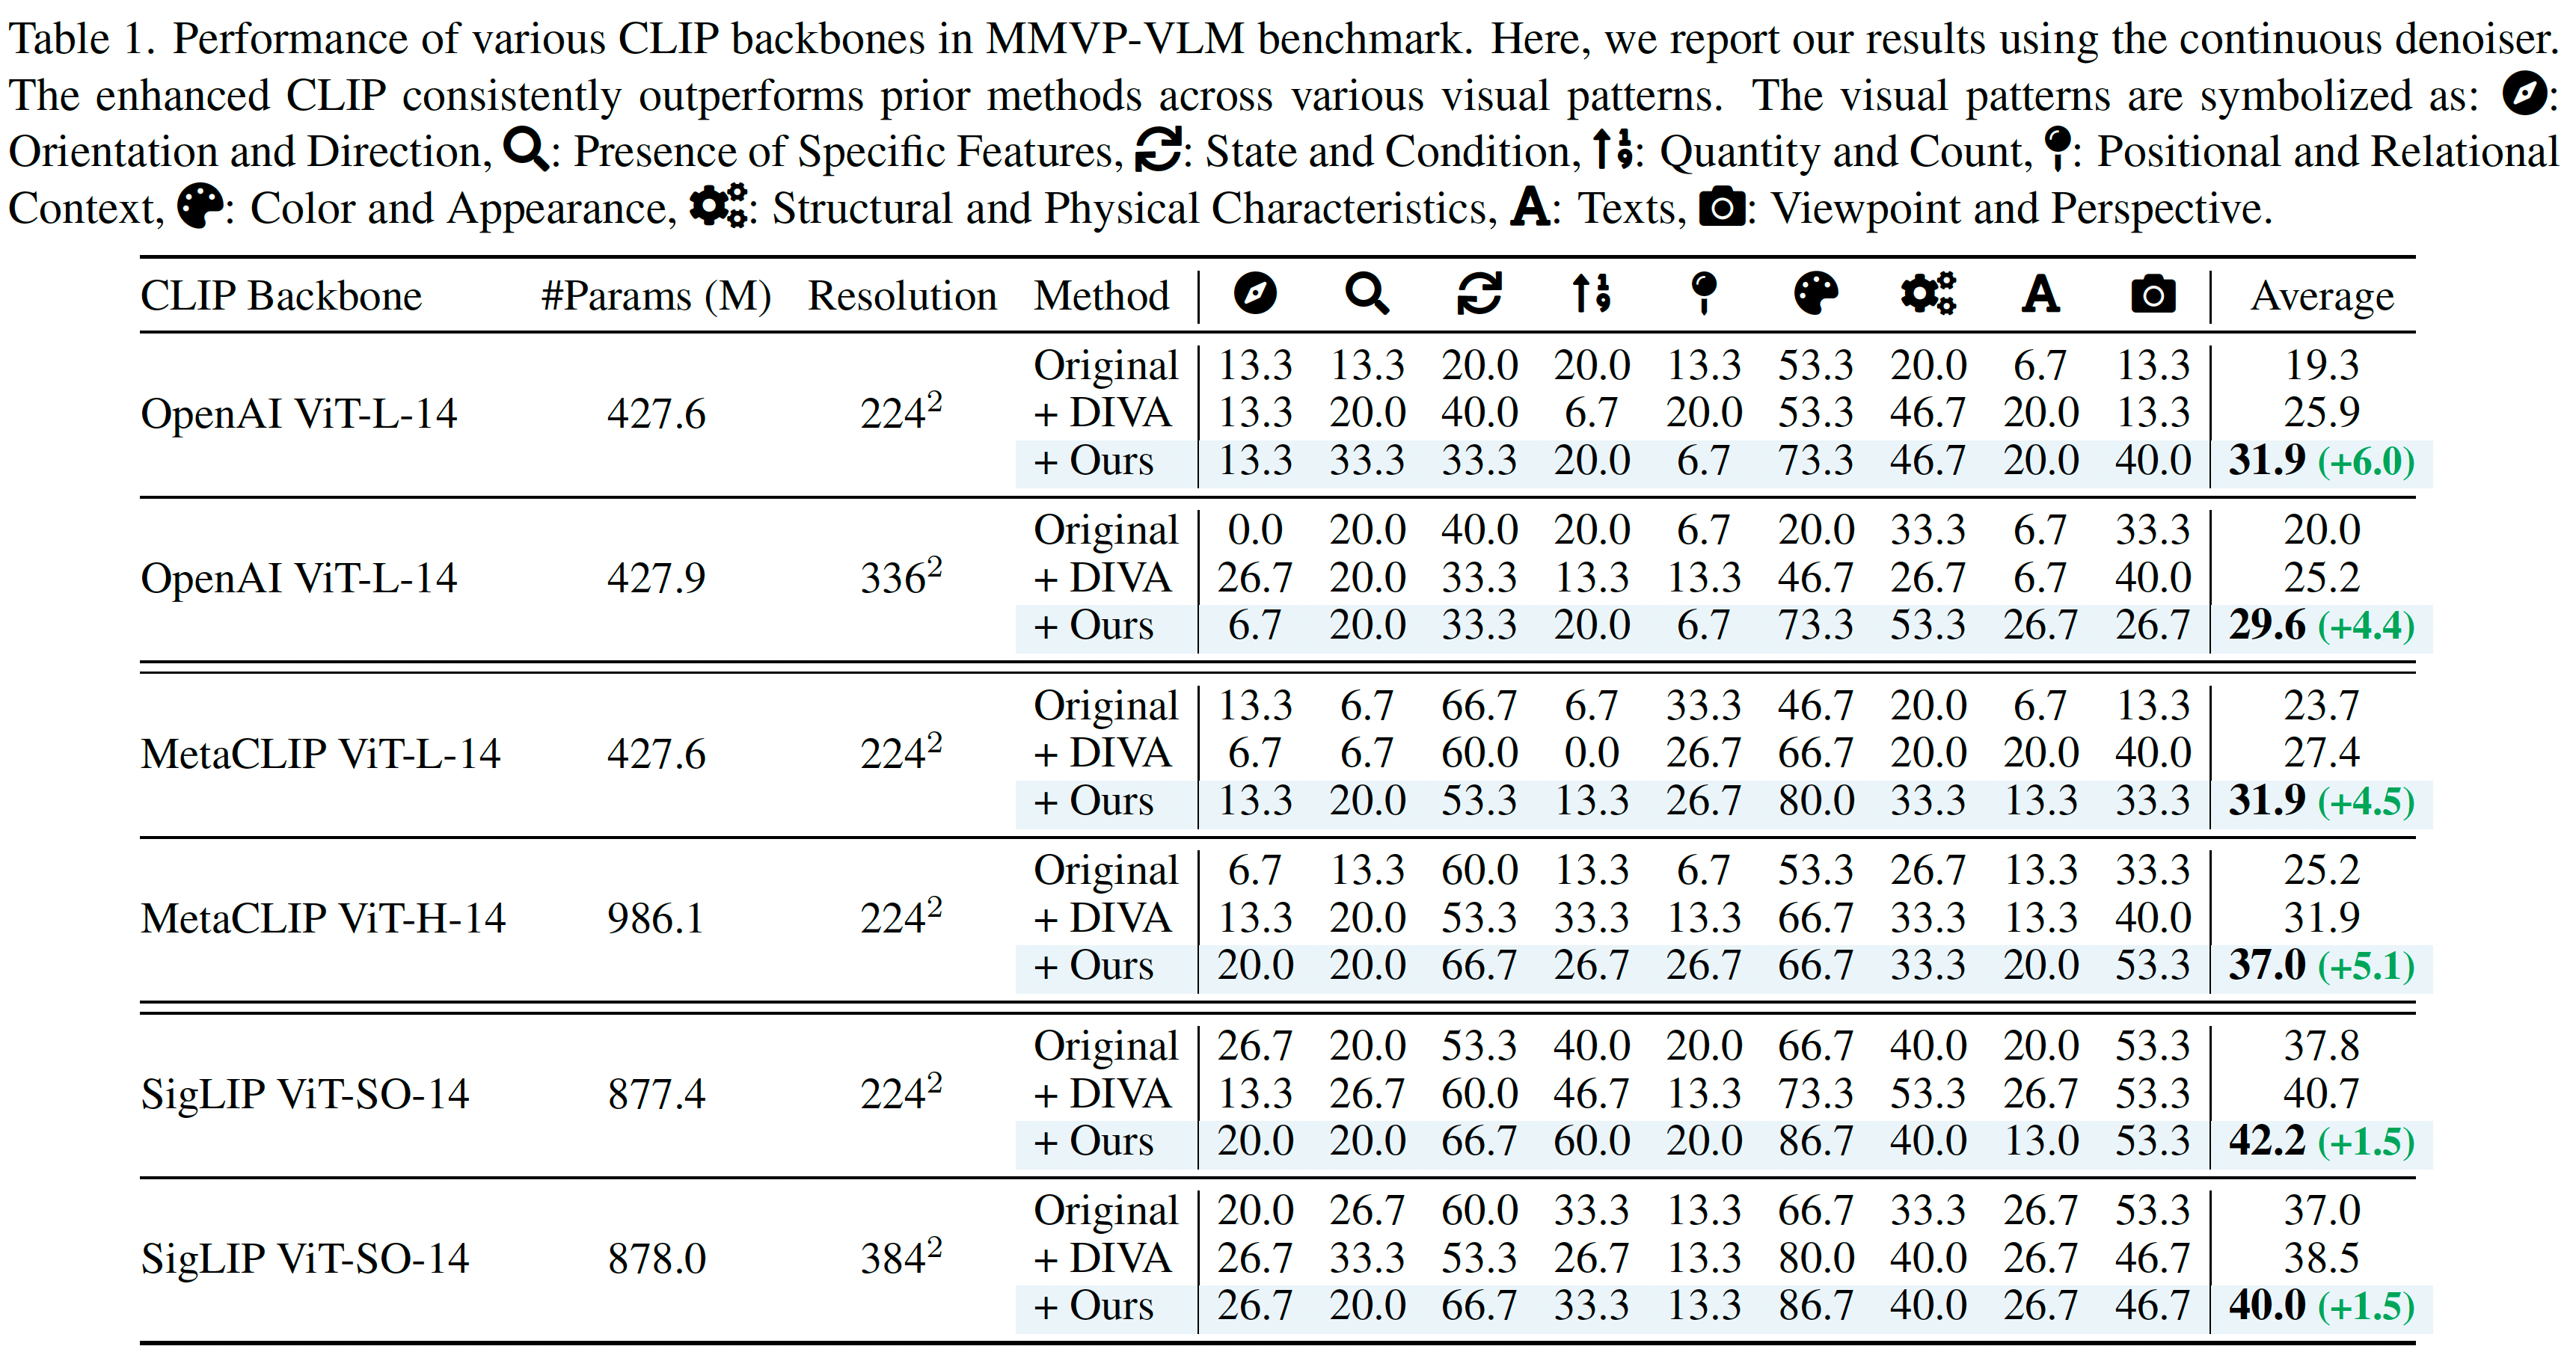 Table 1. Performance of various CLIP backbones in MMVP-VLM benchmark. Here, we report our results using the continuous denoiser.
The enhanced CLIP consistently outperforms prior methods across various visual patterns. The visual patterns are symbolized as: :
Orientation and Direction, : Presence of Specific Features, : State and Condition, : Quantity and Count, : Positional and Relational
Context, : Color and Appearance, : Structural and Physical Characteristics, A: Texts, : Viewpoint and Perspective.
CLIP Backbone #Params (M) Resolution Method A Average
Original 13.3 13.3 20.0 20.0 13.3 53.3 20.0 6.7 13.3 19.3
OpenAI ViT-L-14 427.6 224² + DIVA 13.3 20.0 40.0 6.7 20.0 53.3 46.7 20.0 13.3 25.9
+ Ours 13.3 33.3 33.3 20.0 6.7 73.3 46.7 20.0 40.0 31.9 (+6.0)
Original 0.0 20.0 40.0 20.0 6.7 20.0 33.3 6.7 33.3 20.0
OpenAI ViT-L-14 427.9 336² + DIVA 26.7 20.0 33.3 13.3 13.3 46.7 26.7 6.7 40.0 25.2
+ Ours 6.7 20.0 33.3 20.0 6.7 73.3 53.3 26.7 26.7 29.6 (+4.4)
Original 13.3 6.7 66.7 6.7 33.3 46.7 20.0 6.7 13.3 23.7
MetaCLIP ViT-L-14 427.6 224² + DIVA 6.7 6.7 60.0 0.0 26.7 66.7 20.0 20.0 40.0 27.4
+ Ours 13.3 20.0 53.3 13.3 26.7 80.0 33.3 13.3 33.3 31.9 (+4.5)
Original 6.7 13.3 60.0 13.3 6.7 53.3 26.7 13.3 33.3 25.2
MetaCLIP ViT-H-14 986.1 224² + DIVA 13.3 20.0 53.3 33.3 13.3 66.7 33.3 13.3 40.0 31.9
+ Ours 20.0 20.0 66.7 26.7 26.7 66.7 33.3 20.0 53.3 37.0 (+5.1)
Original 26.7 20.0 53.3 40.0 20.0 66.7 40.0 20.0 53.3 37.8
SigLIP ViT-SO-14 877.4 224² + DIVA 13.3 26.7 60.0 46.7 13.3 73.3 53.3 26.7 53.3 40.7
+ Ours 20.0 20.0 66.7 60.0 20.0 86.7 40.0 13.0 53.3 42.2 (+1.5)
Original 20.0 26.7 60.0 33.3 13.3 66.7 33.3 26.7 53.3 37.0
SigLIP ViT-SO-14 878.0 384² + DIVA 26.7 33.3 53.3 26.7 13.3 80.0 40.0 26.7 46.7 38.5
+ Ours 26.7 20.0 66.7 33.3 13.3 86.7 40.0 26.7 46.7 40.0 (+1.5)